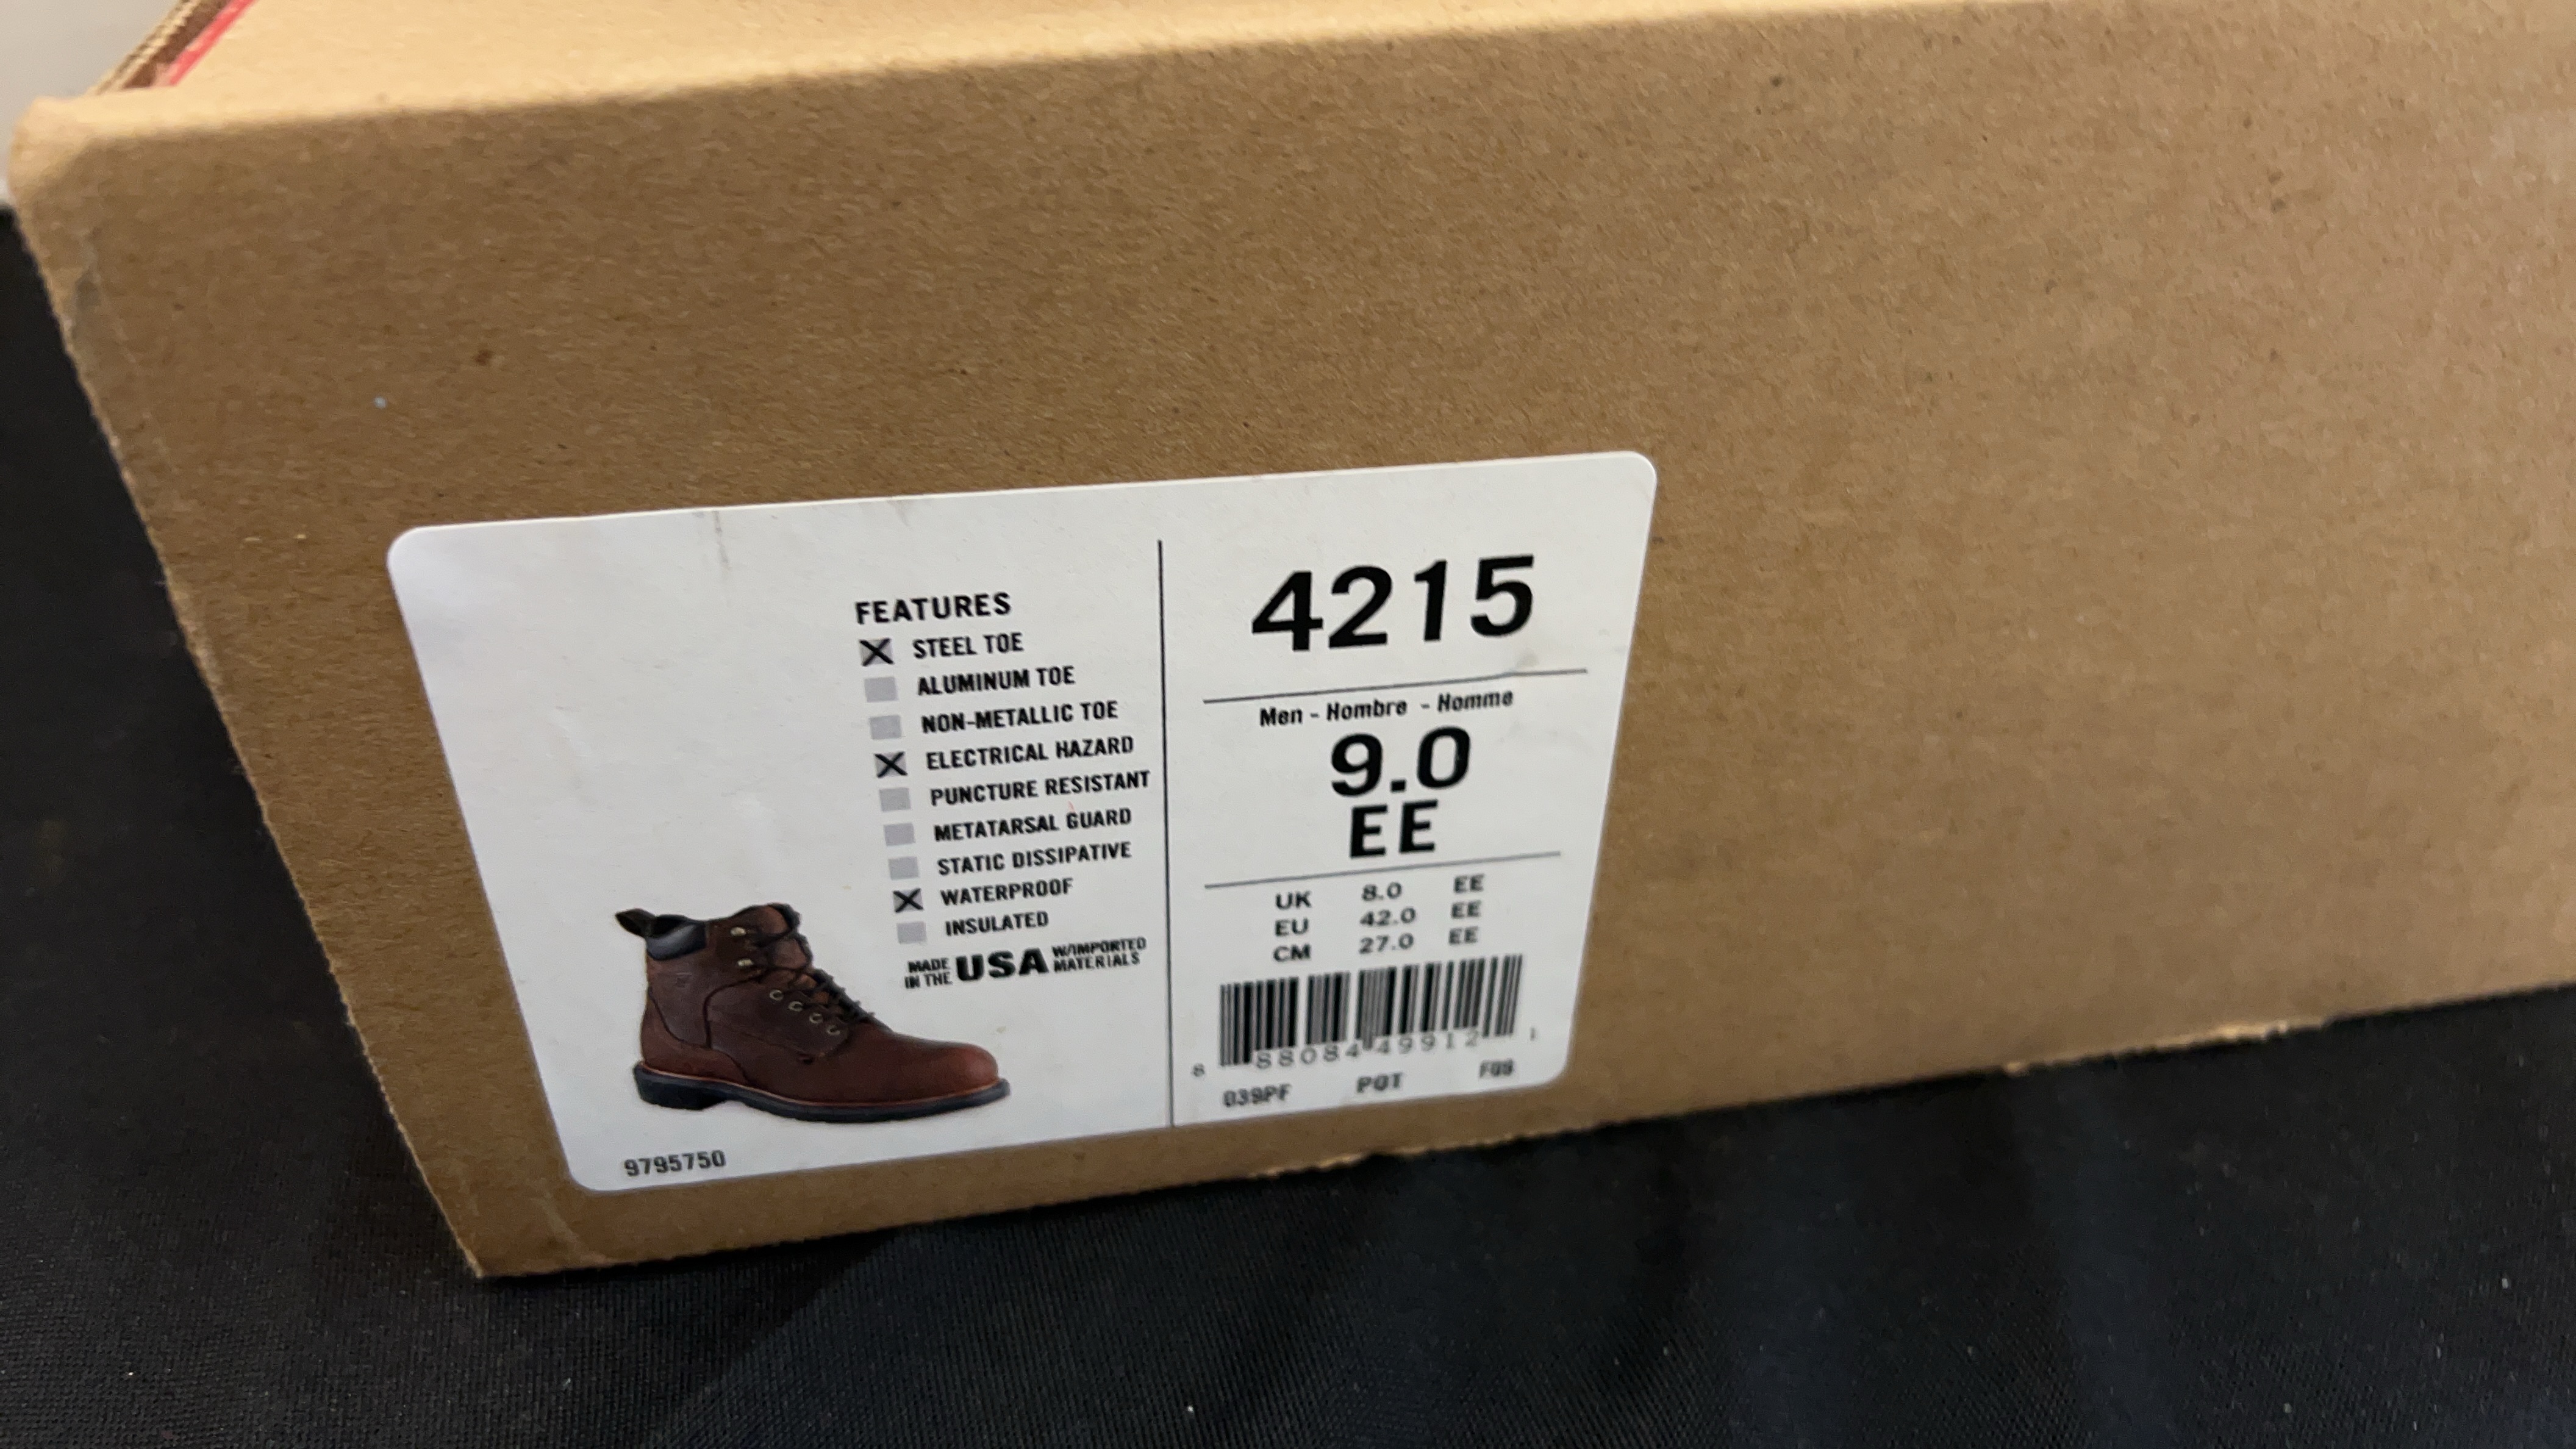 FEATURES
STEEL TOE
ALUMINUM TOE
NON-METALLIC TOE
ELECTRICAL HAZARD
PUNCTURE RESISTANT
METATARSAL GUARD
STATIC DISSIPATIVE
WATERPROOF
INSULATED
MADE IN THE USA W/IMPORTED MATERIALS
9795750
4215
Men - Hombre - Homme
9.0
EE
UK 8.0 EE
EU 42.0 EE
CM 27.0 EE
8 88084 49912 1
039PF PQT